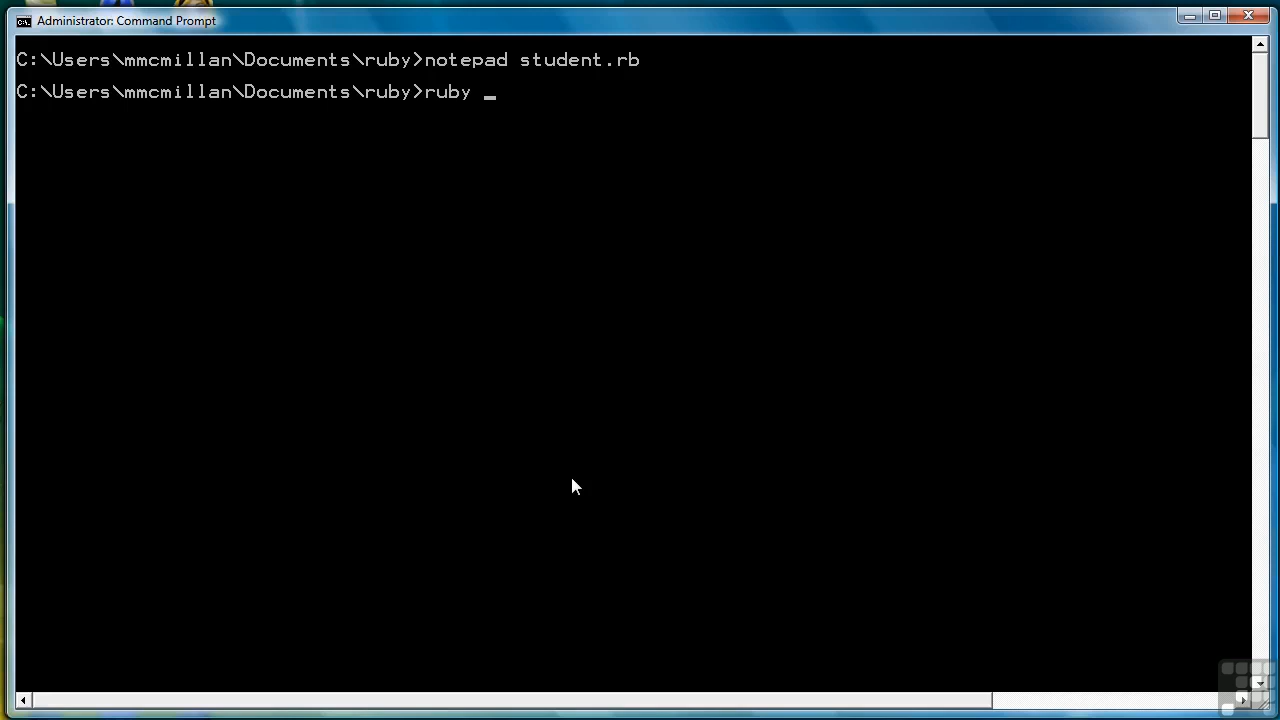 Administrator: Command Prompt
C:\Users\mmcmillan\Documents\ruby>notepad student.rb
C:\Users\mmcmillan\Documents\ruby>ruby _